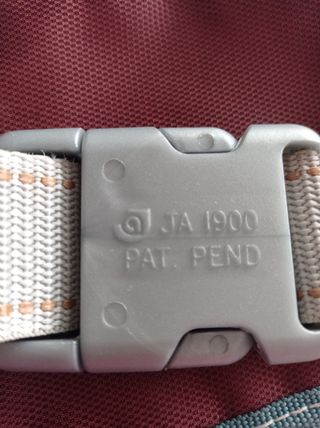 JA 1900
PAT. PEND